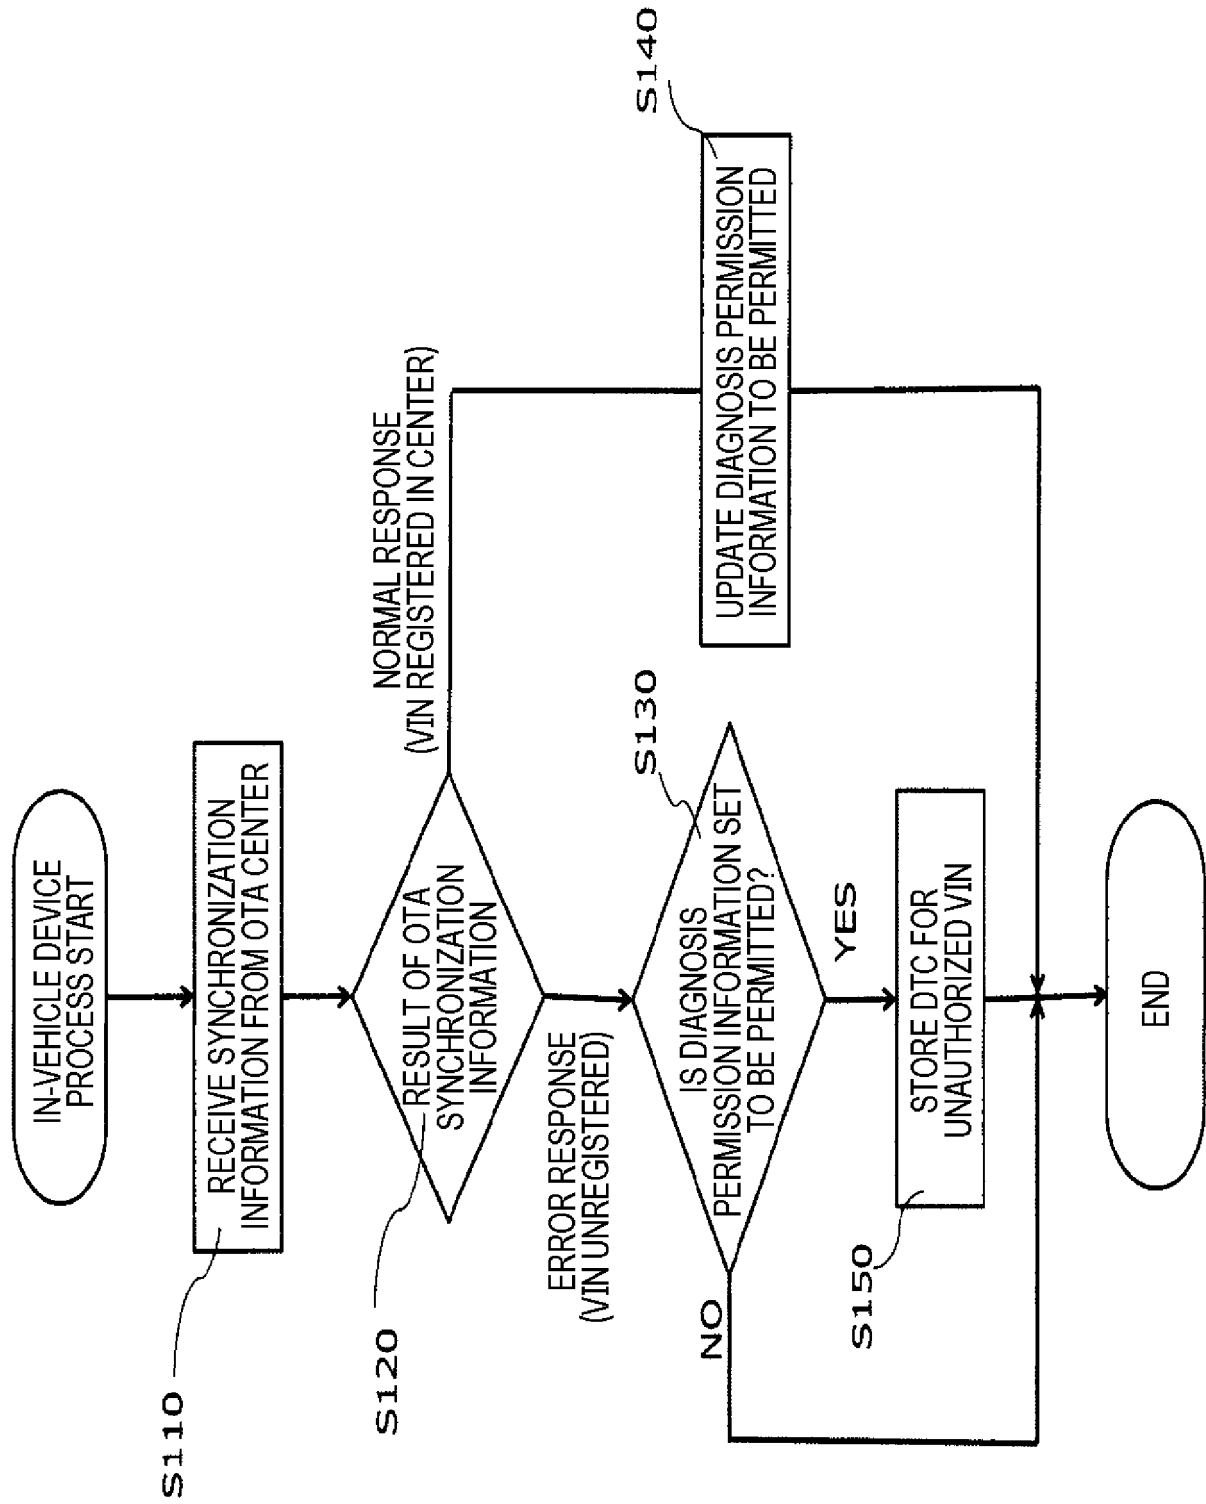 IN-VEHICLE DEVICE
PROCESS START
S110
RECEIVE SYNCHRONIZATION
INFORMATION FROM OTA CENTER
S120
RESULT OF OTA
SYNCHRONIZATION
INFORMATION
NORMAL RESPONSE
(VIN REGISTERED IN CENTER)
ERROR RESPONSE
(VIN UNREGISTERED)
S130
IS DIAGNOSIS
PERMISSION INFORMATION SET
TO BE PERMITTED?
S140
UPDATE DIAGNOSIS PERMISSION
INFORMATION TO BE PERMITTED
NO
YES
S150
STORE DTC FOR
UNAUTHORIZED VIN
END